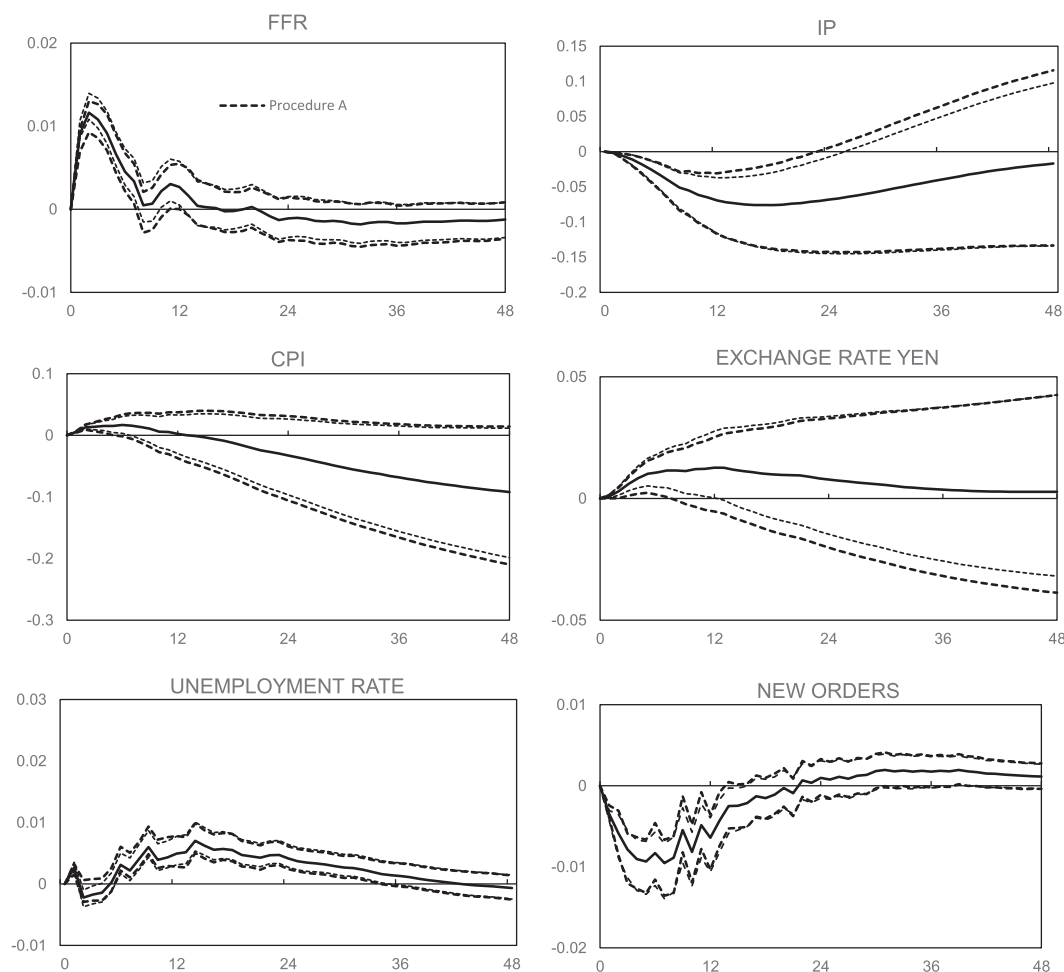 FFR
0.02
0.01
0
-0.01
Procedure A
0 12 24 36 48
IP
0.15
0.1
0.05
0
-0.05
-0.1
-0.15
-0.2
0 12 24 36 48
CPI
0.1
0
-0.1
-0.2
-0.3
0 12 24 36 48
EXCHANGE RATE YEN
0.05
0
-0.05
0 12 24 36 48
UNEMPLOYMENT RATE
0.03
0.02
0.01
0
-0.01
0 12 24 36 48
NEW ORDERS
0.01
0
-0.01
-0.02
0 12 24 36 48